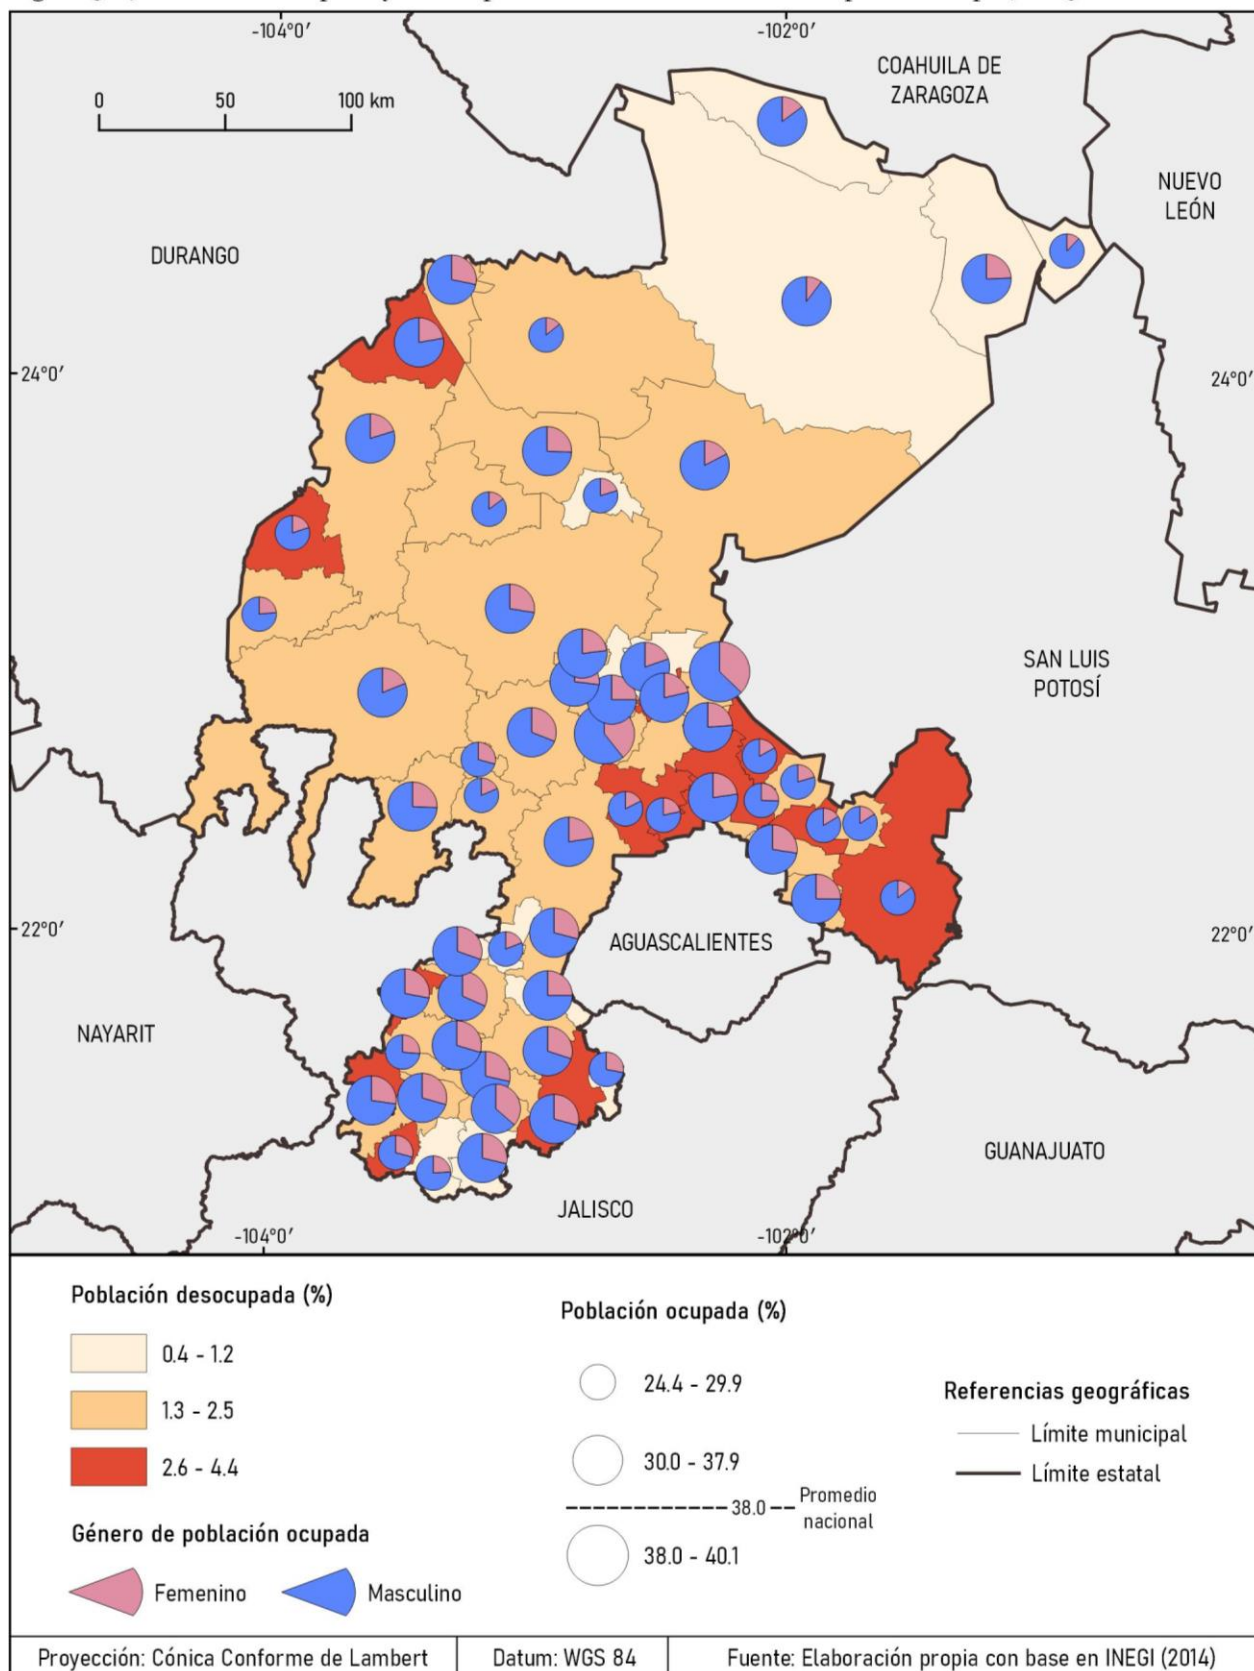 -104°0′ -102°0′
COAHUILA DE
ZARAGOZA
0 50 100 km
NUEVO
LEÓN
DURANGO
24°0′ 24°0′
SAN LUIS
POTOSÍ
22°0′ 22°0′
AGUASCALIENTES
NAYARIT
GUANAJUATO
JALISCO
-104°0′ -102°0′
Población desocupada (%)
0.4 - 1.2
1.3 - 2.5
2.6 - 4.4
Género de población ocupada
Femenino Masculino
Población ocupada (%)
24.4 - 29.9
30.0 - 37.9
38.0 Promedio
nacional
38.0 - 40.1
Referencias geográficas
Límite municipal
Límite estatal
Proyección: Cónica Conforme de Lambert Datum: WGS 84 Fuente: Elaboración propia con base en INEGI (2014)